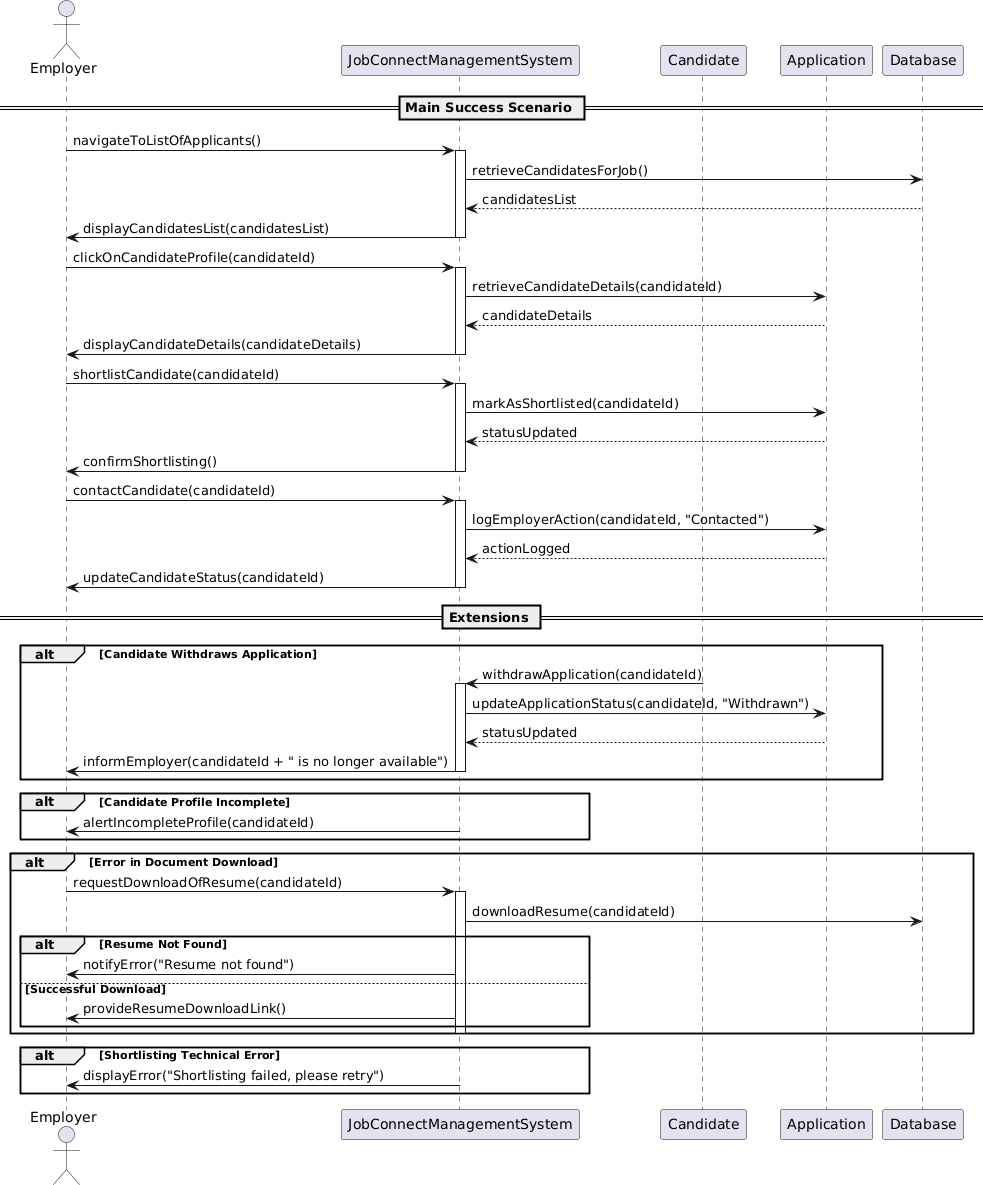 Employer
JobConnectManagementSystem
Candidate
Application
Database
Main Success Scenario
navigateToListOfApplicants()
retrieveCandidatesForJob()
candidatesList
displayCandidatesList(candidatesList)
clickOnCandidateProfile(candidateId)
retrieveCandidateDetails(candidateId)
candidateDetails
displayCandidateDetails(candidateDetails)
shortlistCandidate(candidateId)
markAsShortlisted(candidateId)
statusUpdated
confirmShortlisting()
contactCandidate(candidateId)
logEmployerAction(candidateId, "Contacted")
actionLogged
updateCandidateStatus(candidateId)
Extensions
alt [Candidate Withdraws Application]
withdrawApplication(candidateId)
updateApplicationStatus(candidateId, "Withdrawn")
statusUpdated
informEmployer(candidateId + " is no longer available")
alt [Candidate Profile Incomplete]
alertIncompleteProfile(candidateId)
alt [Error in Document Download]
requestDownloadOfResume(candidateId)
downloadResume(candidateId)
alt [Resume Not Found]
notifyError("Resume not found")
[Successful Download]
provideResumeDownloadLink()
alt [Shortlisting Technical Error]
displayError("Shortlisting failed, please retry")
Employer
JobConnectManagementSystem
Candidate
Application
Database